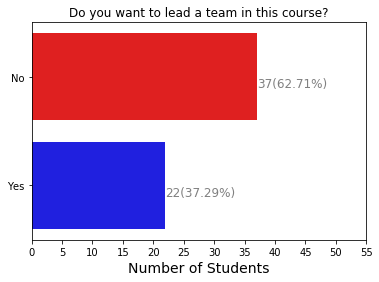 Do you want to lead a team in this course?
No
37(62.71%)
Yes
22(37.29%)
0 5 10 15 20 25 30 35 40 45 50 55
Number of Students